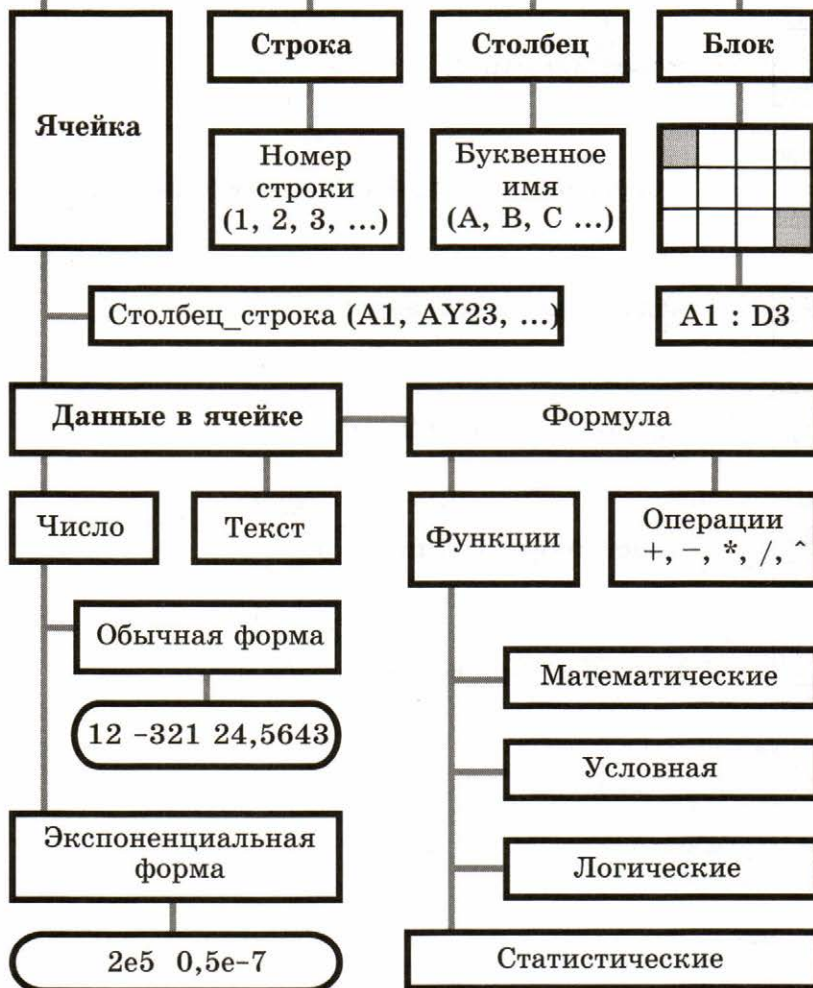 Ячейка
Строка
Столбец
Блок
Номер
строки
(1, 2, 3, ...)
Буквенное
имя
(A, B, C ...)
Столбец_строка (A1, AY23, ...)
A1 : D3
Данные в ячейке
Формула
Число
Текст
Функции
Операции
+, −, *, /, ^
Обычная форма
12 -321 24,5643
Математические
Условная
Экспоненциальная
форма
Логические
2e5 0,5e-7
Статистические